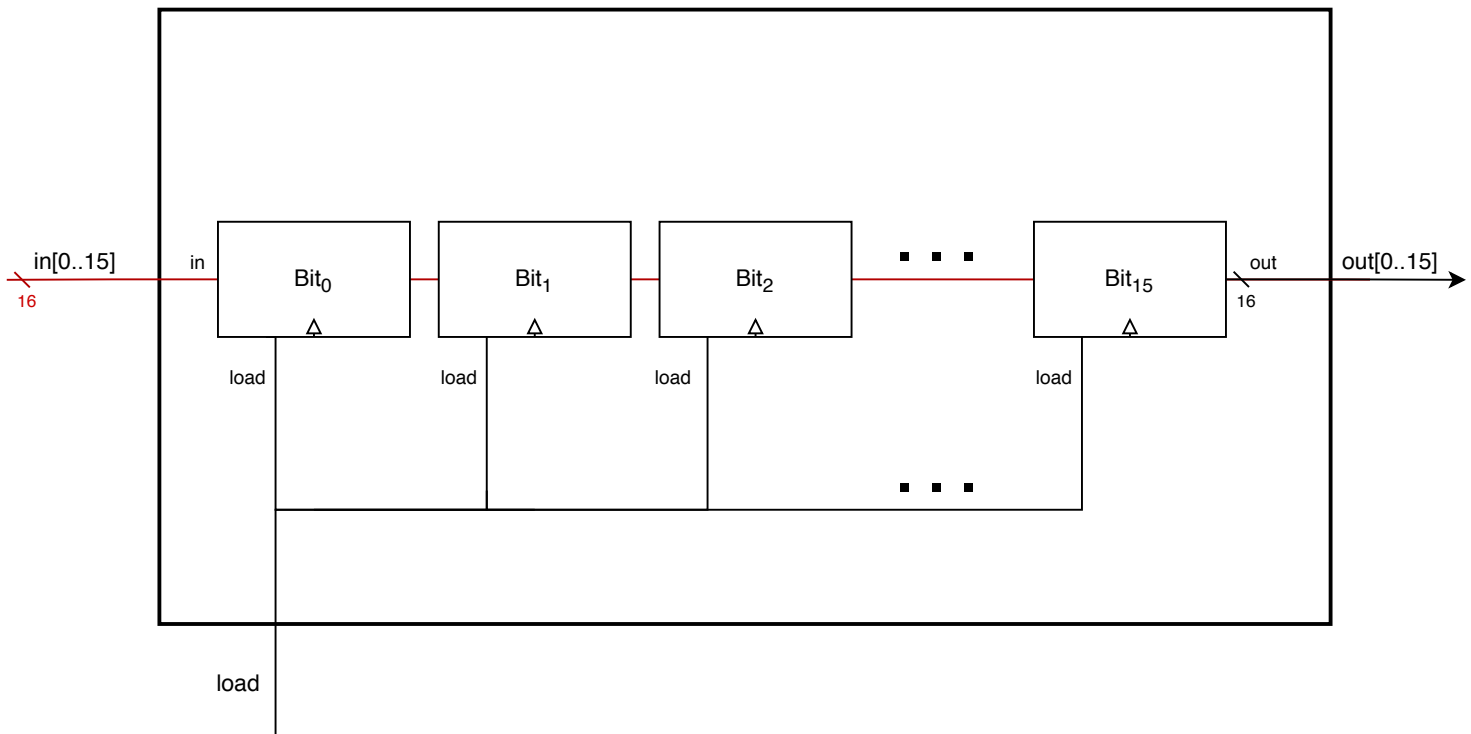 in[0..15]
in
16
Bit0
Bit1
Bit2
Bit15
out
16
out[0..15]
load
load
load
load
load